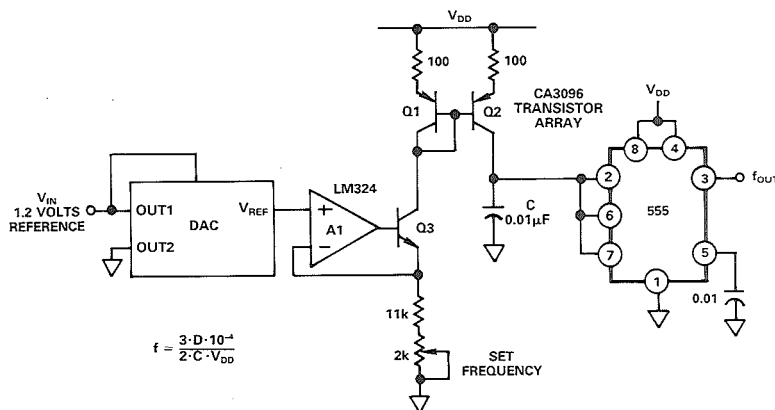 V_DD
100
100
CA3096
TRANSISTOR
ARRAY
Q1
Q2
V_DD
8
4
2
3
f_OUT
555
6
7
5
1
0.01
C
0.01μF
LM324
V_IN
1.2 VOLTS
REFERENCE
OUT1
OUT2
DAC
V_REF
+
A1
−
Q3
11k
2k
SET
FREQUENCY
f = 3·D·10⁻⁴ / 2·C·V_DD